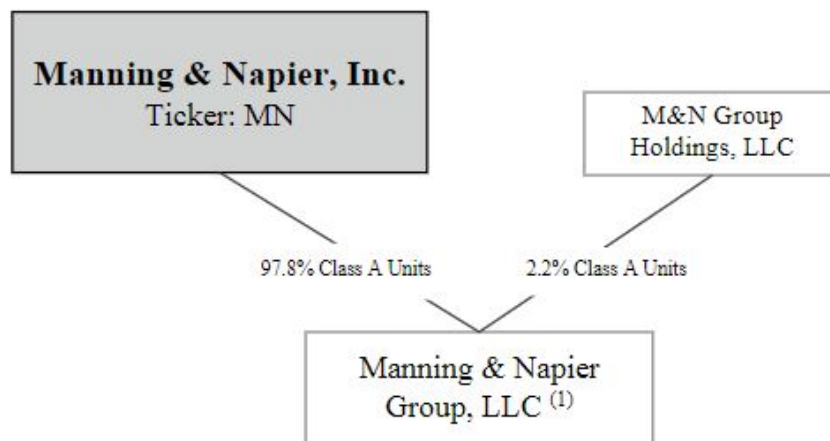 Manning & Napier, Inc.
Ticker: MN
M&N Group
Holdings, LLC
97.8% Class A Units
2.2% Class A Units
Manning & Napier
Group, LLC (1)